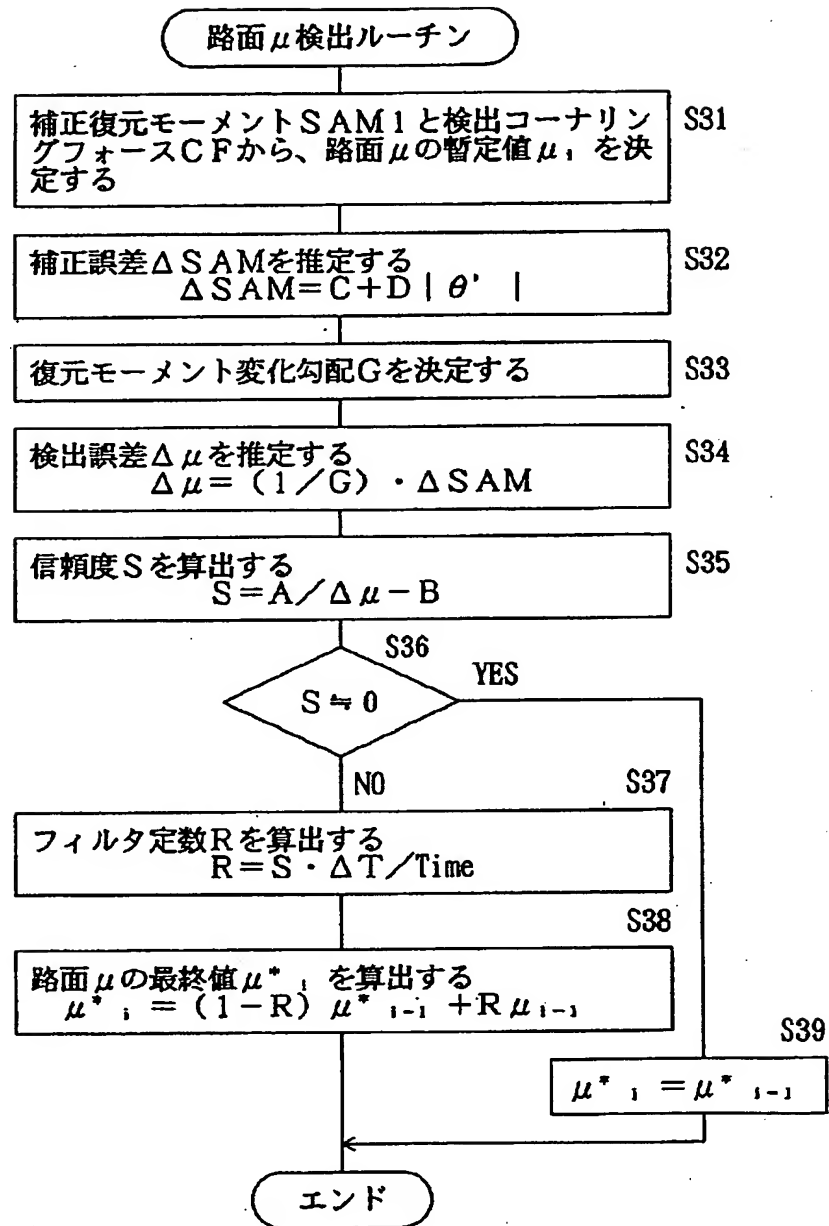 路面μ検出ルーチン
補正復元モーメントSAM1と検出コーナリン
グフォースCFから、路面μの暫定値μi を決
定する
S31
補正誤差ΔSAMを推定する
ΔSAM=C+D|θ'|
S32
復元モーメント変化勾配Gを決定する
S33
検出誤差Δμを推定する
Δμ=(1/G)・ΔSAM
S34
信頼度Sを算出する
S=A/Δμ-B
S35
S36
S≒0
YES
NO
S37
フィルタ定数Rを算出する
R=S・ΔT/Time
S38
路面μの最終値μ*i を算出する
μ*i =(1-R)μ*i-1 +Rμi-1
S39
μ*i =μ*i-1
エンド